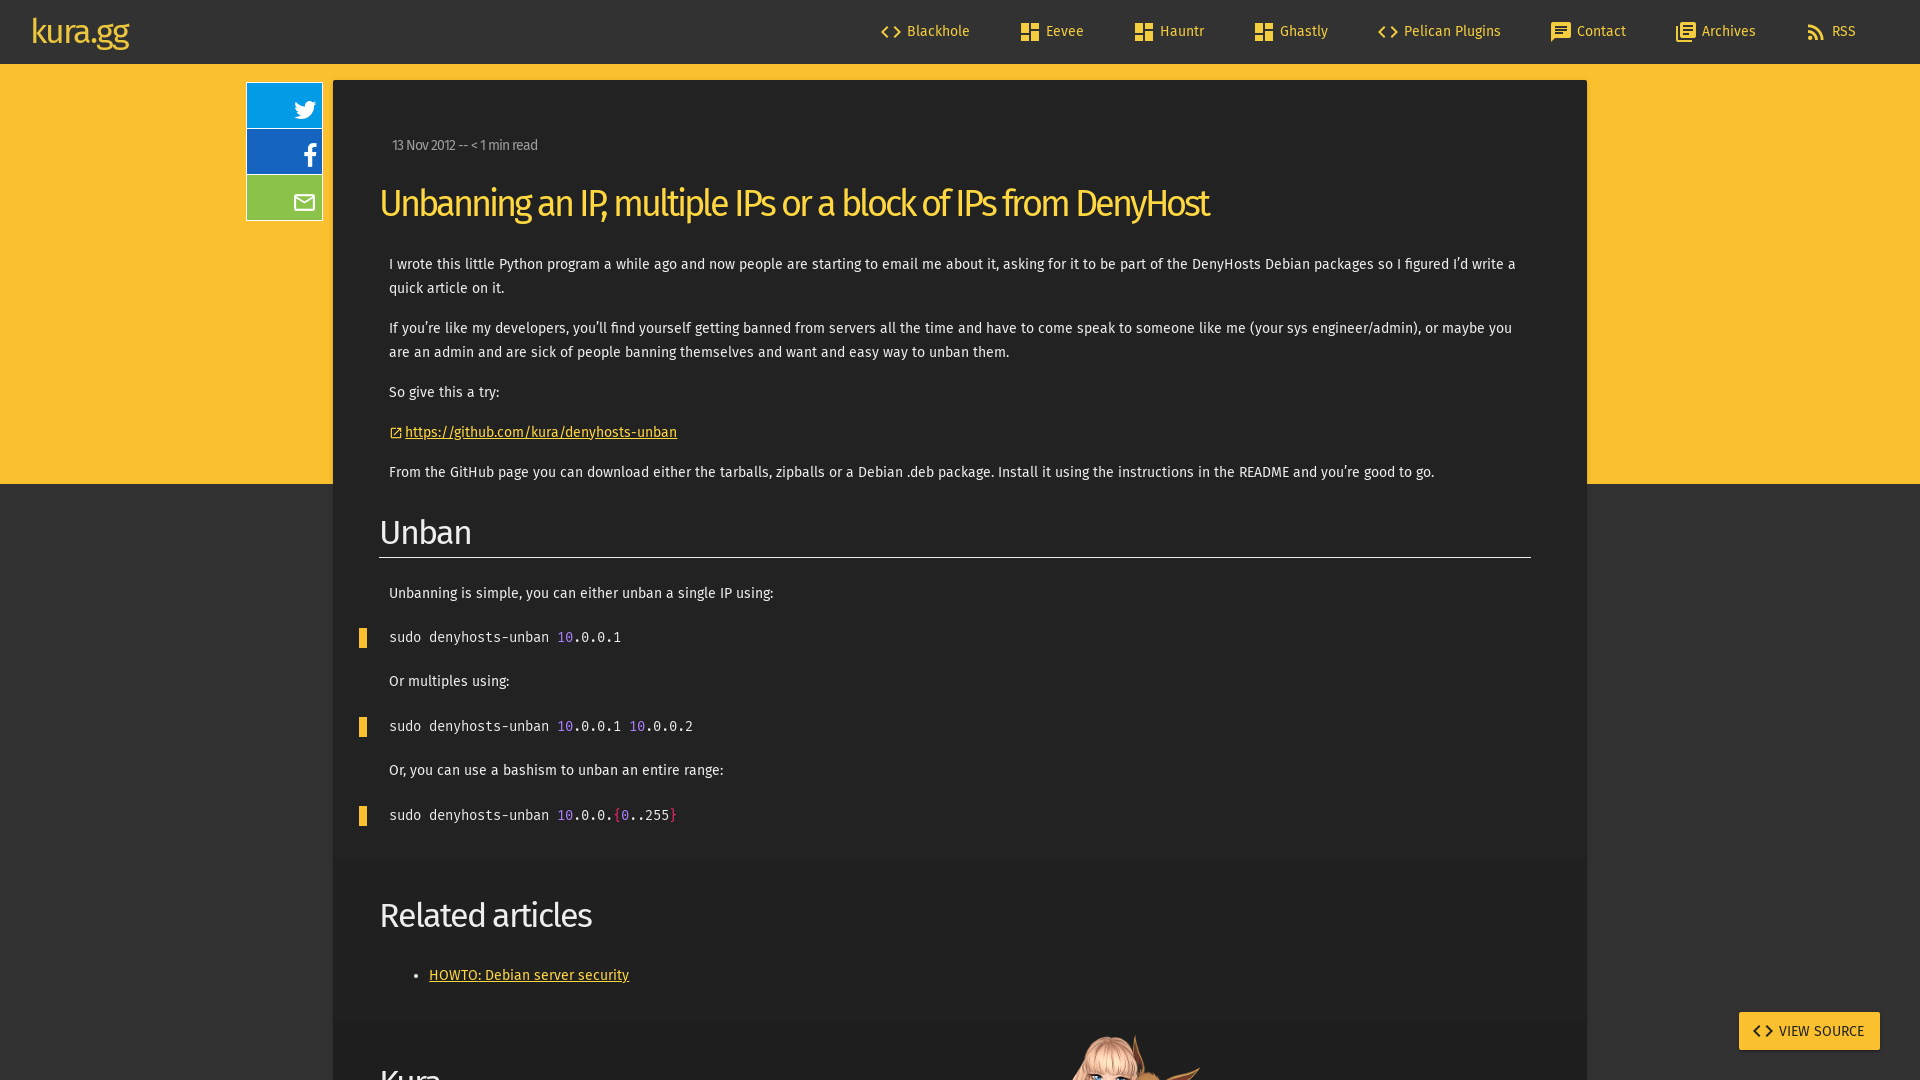 kura.gg
Blackhole
Eevee
Hauntr
Ghastly
Pelican Plugins
Contact
Archives
RSS
13 Nov 2012 -- < 1 min read
Unbanning an IP, multiple IPs or a block of IPs from DenyHost
I wrote this little Python program a while ago and now people are starting to email me about it, asking for it to be part of the DenyHosts Debian packages so I figured I’d write a
quick article on it.
If you’re like my developers, you’ll find yourself getting banned from servers all the time and have to come speak to someone like me (your sys engineer/admin), or maybe you
are an admin and are sick of people banning themselves and want and easy way to unban them.
So give this a try:
https://github.com/kura/denyhosts-unban
From the GitHub page you can download either the tarballs, zipballs or a Debian .deb package. Install it using the instructions in the README and you’re good to go.
Unban
Unbanning is simple, you can either unban a single IP using:
sudo denyhosts-unban 10.0.0.1
Or multiples using:
sudo denyhosts-unban 10.0.0.1 10.0.0.2
Or, you can use a bashism to unban an entire range:
sudo denyhosts-unban 10.0.0.{0..255}
Related articles
HOWTO: Debian server security
VIEW SOURCE
Kura